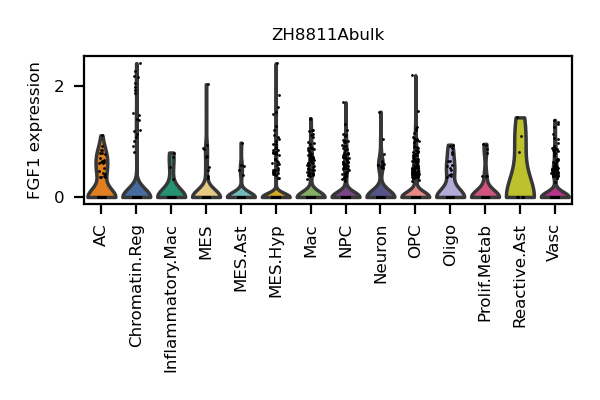 ZH8811Abulk
FGF1 expression
2
0
AC
Chromatin.Reg
Inflammatory.Mac
MES
MES.Ast
MES.Hyp
Mac
NPC
Neuron
OPC
Oligo
Prolif.Metab
Reactive.Ast
Vasc